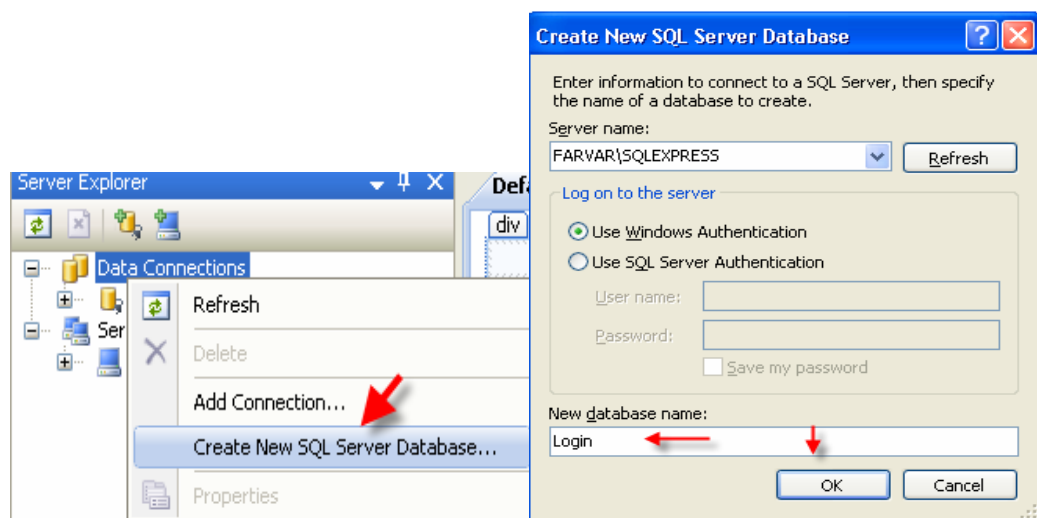 Server Explorer
Data Connections
Ser
Refresh
Delete
Add Connection...
Create New SQL Server Database...
Properties
Def
div
Create New SQL Server Database
Enter information to connect to a SQL Server, then specify
the name of a database to create.
Server name:
FARVAR\SQLEXPRESS
Refresh
Log on to the server
Use Windows Authentication
Use SQL Server Authentication
User name:
Password:
Save my password
New database name:
Login
OK Cancel